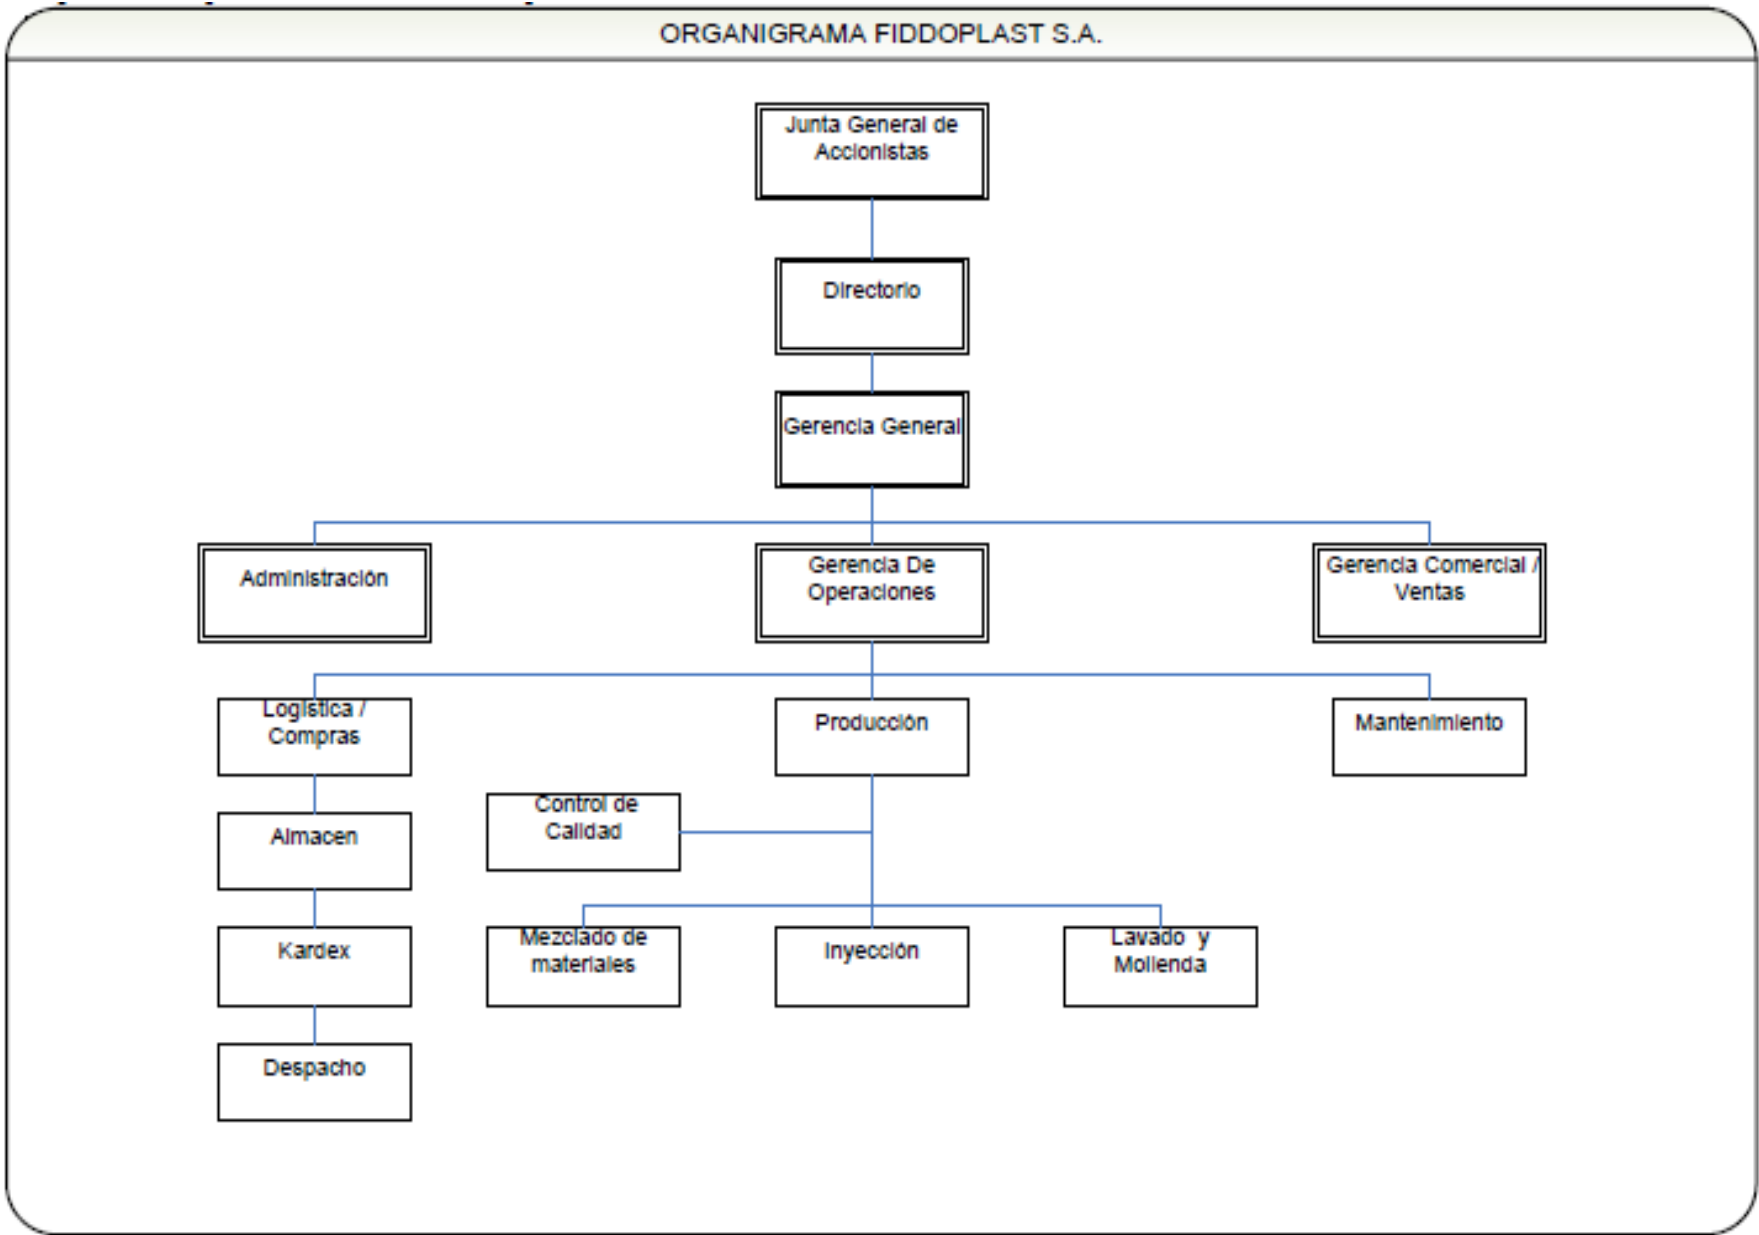 ORGANIGRAMA FIDDOPLAST S.A.
Junta General de
Accionistas
Directorio
Gerencia General
Administración
Gerencia De
Operaciones
Gerencia Comercial /
Ventas
Logística /
Compras
Producción
Mantenimiento
Control de
Calidad
Almacen
Kardex
Mezclado de
materiales
Inyección
Lavado y
Molienda
Despacho